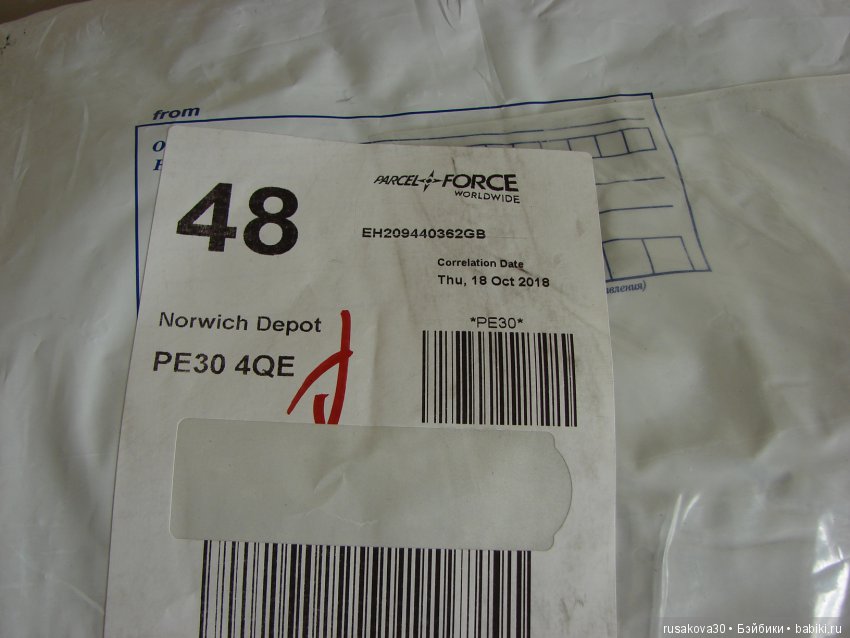 from
48
PARCEL FORCE
WORLDWIDE
EH209440362GB
Correlation Date
Thu, 18 Oct 2018
Norwich Depot
*PE30*
PE30 4QE
rusakova30 • Бэйбики • babiki.ru